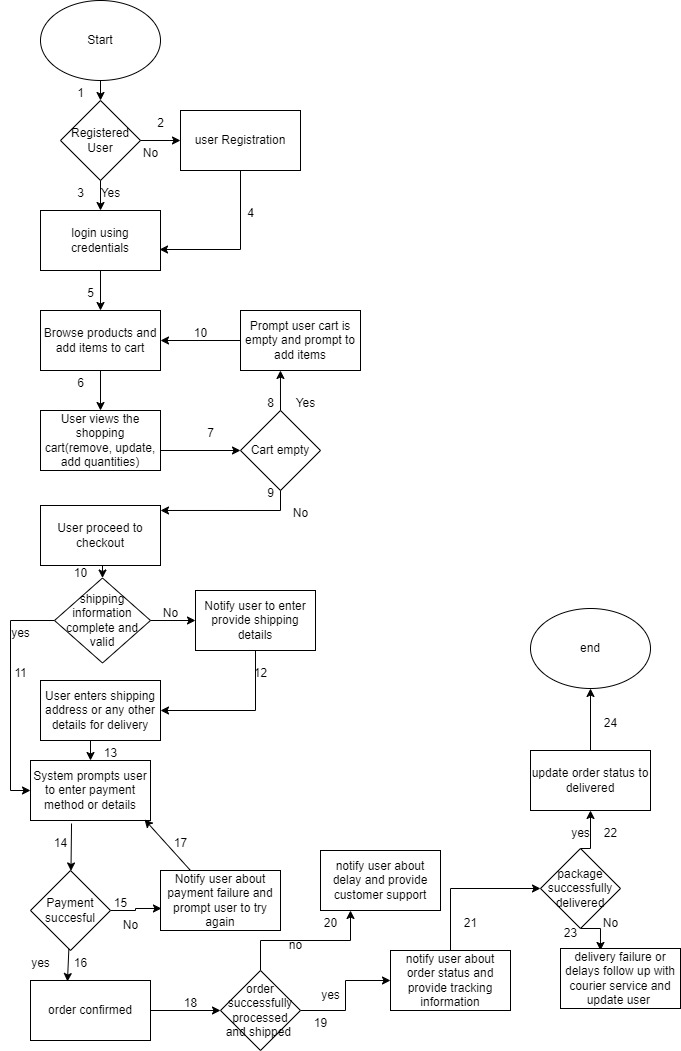 Start
1
Registered
User
2
No
user Registration
3
Yes
4
login using
credentials
5
Browse products and
add items to cart
10
Prompt user cart is
empty and prompt to
add items
6
8
Yes
User views the
shopping
cart(remove, update,
add quantities)
7
Cart empty
9
No
User proceed to
checkout
10
shipping
information
complete and
valid
No
Notify user to enter
provide shipping
details
yes
11
12
User enters shipping
address or any other
details for delivery
13
System prompts user
to enter payment
method or details
14
17
Payment
succesful
15
No
Notify user about
payment failure and
prompt user to try
again
yes
16
order confirmed
18
order
successfully
processed
and shipped
no
20
notify user about
delay and provide
customer support
yes
19
notify user about
order status and
provide tracking
information
21
package
successfully
delivered
No
23
delivery failure or
delays follow up with
courier service and
update user
yes
22
update order status to
delivered
24
end